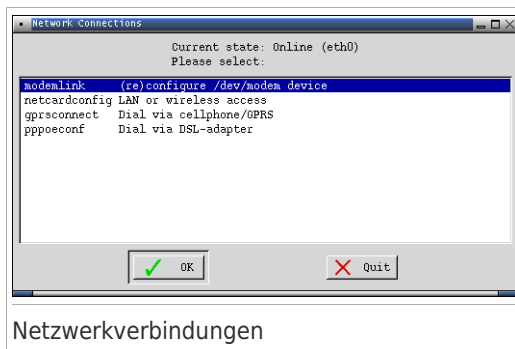 Network Connections
Current state: Online (eth0)
Please select:
modemlink (re)configure /dev/modem device
netcardconfig LAN or wireless access
gprsconnect Dial via cellphone/GPRS
pppoeconf Dial via DSL-adapter
OK Quit
Netzwerkverbindungen